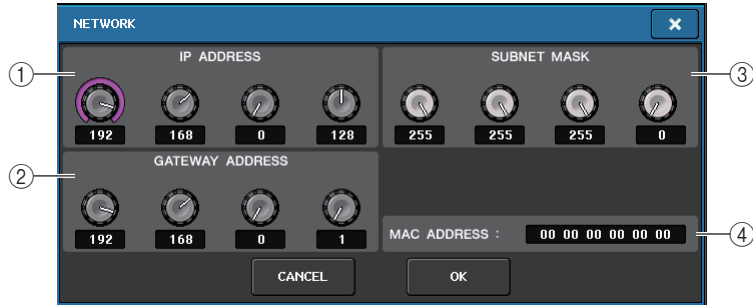 NETWORK
IP ADDRESS
SUBNET MASK
① ③
192 168 0 128 255 255 255 0
GATEWAY ADDRESS
②
192 168 0 1
MAC ADDRESS : 00 00 00 00 00 00 ④
CANCEL OK